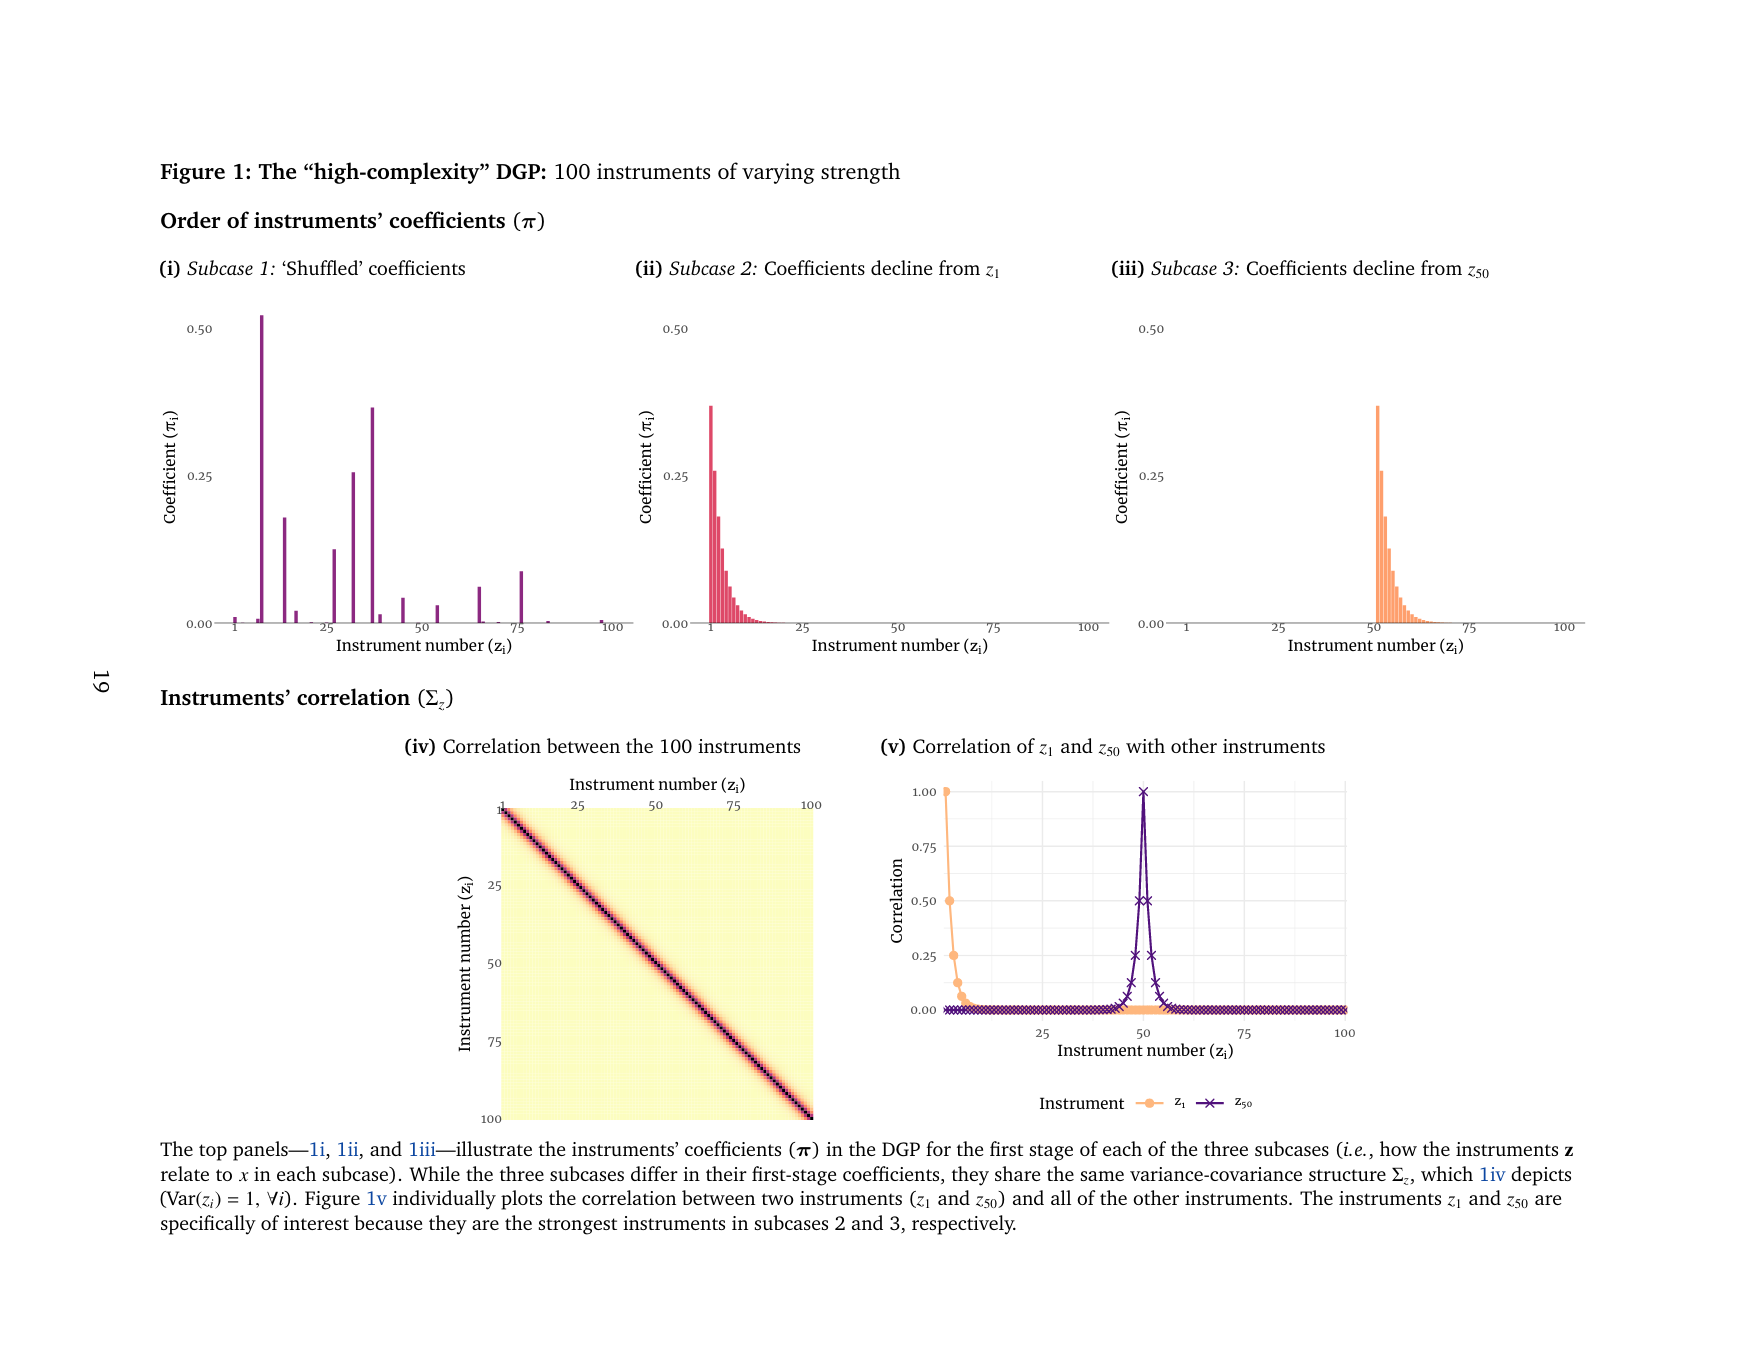 Figure 1: The “high-complexity” DGP: 100 instruments of varying strength
Order of instruments’ coefficients (π)
(i) Subcase 1: ‘Shuffled’ coefficients
0.50
0.25
0.00
Coefficient (πi)
1 25 50 75 100
Instrument number (zi)
(ii) Subcase 2: Coefficients decline from z1
0.50
0.25
0.00
Coefficient (πi)
1 25 50 75 100
Instrument number (zi)
(iii) Subcase 3: Coefficients decline from z50
0.50
0.25
0.00
Coefficient (πi)
1 25 50 75 100
Instrument number (zi)
19
Instruments’ correlation (Σz)
(iv) Correlation between the 100 instruments
Instrument number (zi)
1 25 50 75 100
1
25
50
75
100
Instrument number (zi)
(v) Correlation of z1 and z50 with other instruments
1.00
0.75
0.50
0.25
0.00
Correlation
25 50 75 100
Instrument number (zi)
Instrument z1 z50
The top panels—1i, 1ii, and 1iii—illustrate the instruments’ coefficients (π) in the DGP for the first stage of each of the three subcases (i.e., how the instruments z
relate to x in each subcase). While the three subcases differ in their first-stage coefficients, they share the same variance-covariance structure Σz, which 1iv depicts
(Var(zi) = 1, ∀i). Figure 1v individually plots the correlation between two instruments (z1 and z50) and all of the other instruments. The instruments z1 and z50 are
specifically of interest because they are the strongest instruments in subcases 2 and 3, respectively.